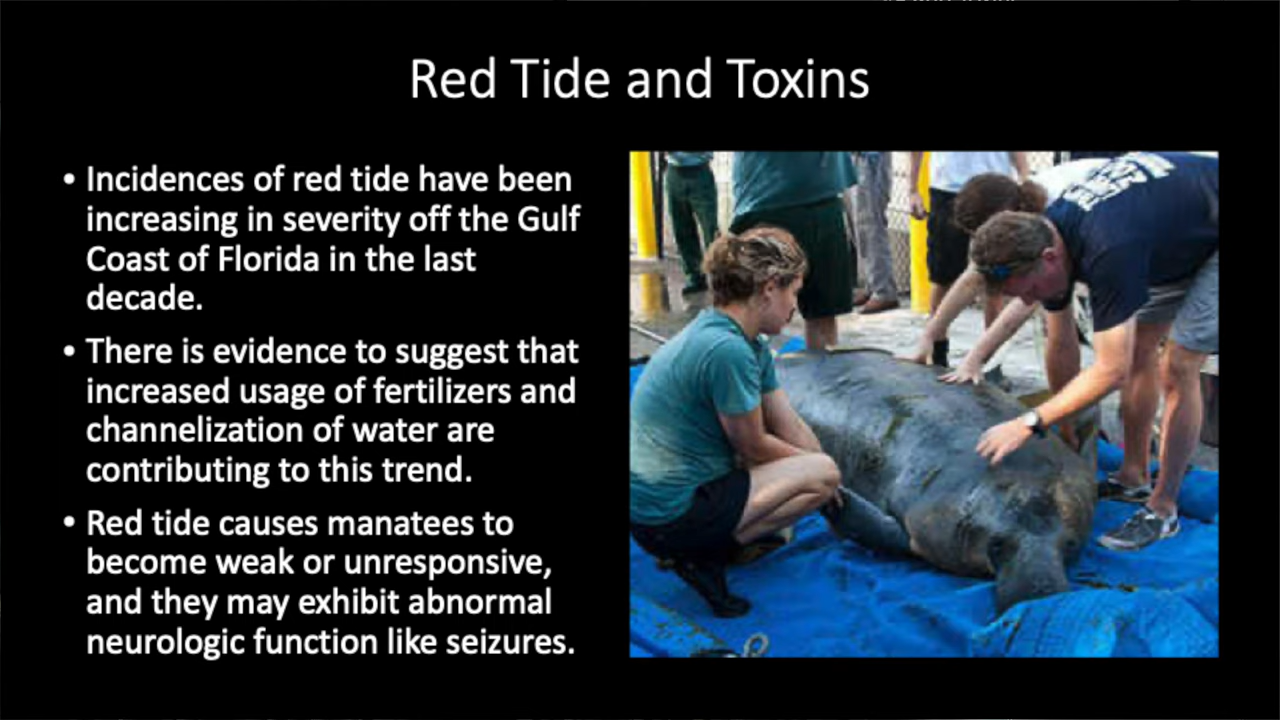 Red Tide and Toxins
• Incidences of red tide have been
increasing in severity off the Gulf
Coast of Florida in the last
decade.
• There is evidence to suggest that
increased usage of fertilizers and
channelization of water are
contributing to this trend.
• Red tide causes manatees to
become weak or unresponsive,
and they may exhibit abnormal
neurologic function like seizures.